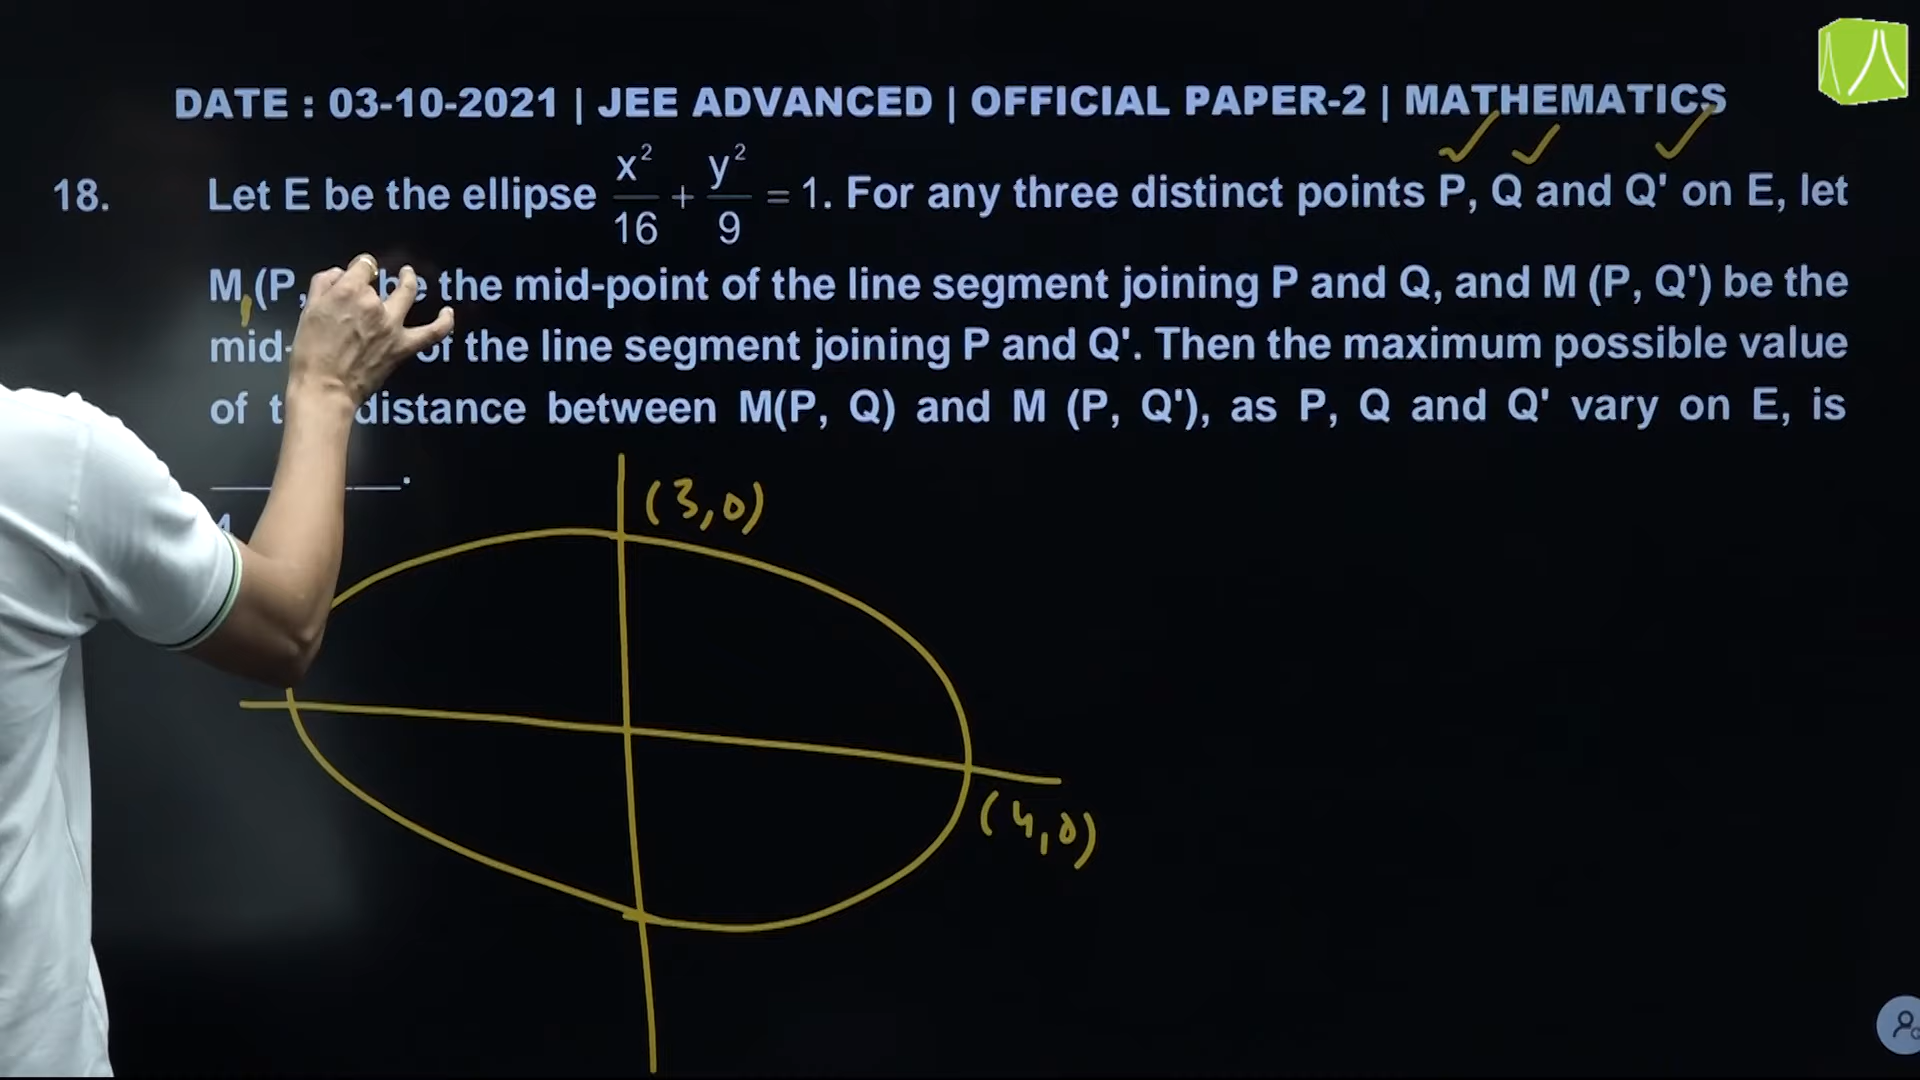 DATE : 03-10-2021 | JEE ADVANCED | OFFICIAL PAPER-2 | MATHEMATICS
18. Let E be the ellipse x²/16 + y²/9 = 1. For any three distinct points P, Q and Q' on E, let
M (P, be the mid-point of the line segment joining P and Q, and M (P, Q') be the
mid- of the line segment joining P and Q'. Then the maximum possible value
of distance between M(P, Q) and M (P, Q'), as P, Q and Q' vary on E, is
________.
(3,0)
(4,0)